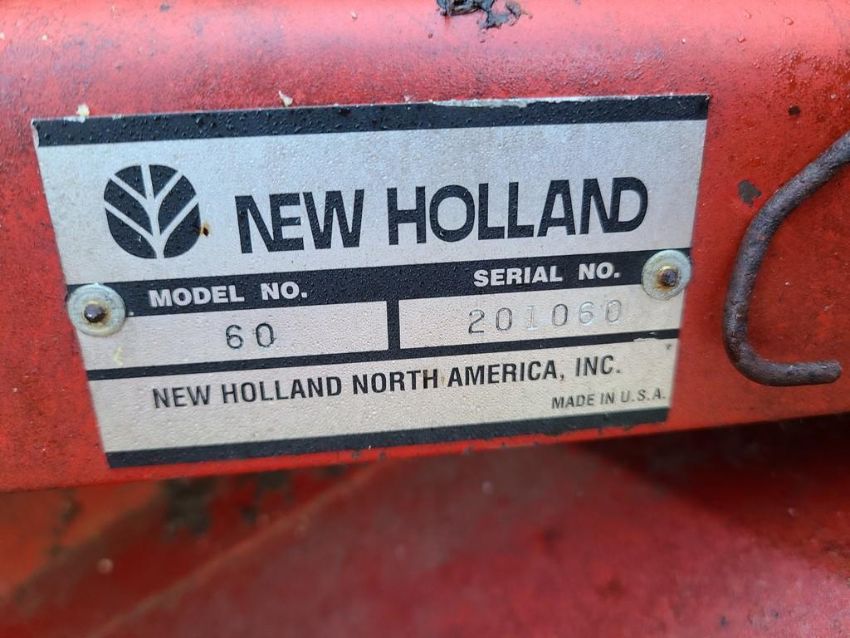 NEW HOLLAND
MODEL NO.
SERIAL NO.
60
201060
NEW HOLLAND NORTH AMERICA, INC.
MADE IN U.S.A.